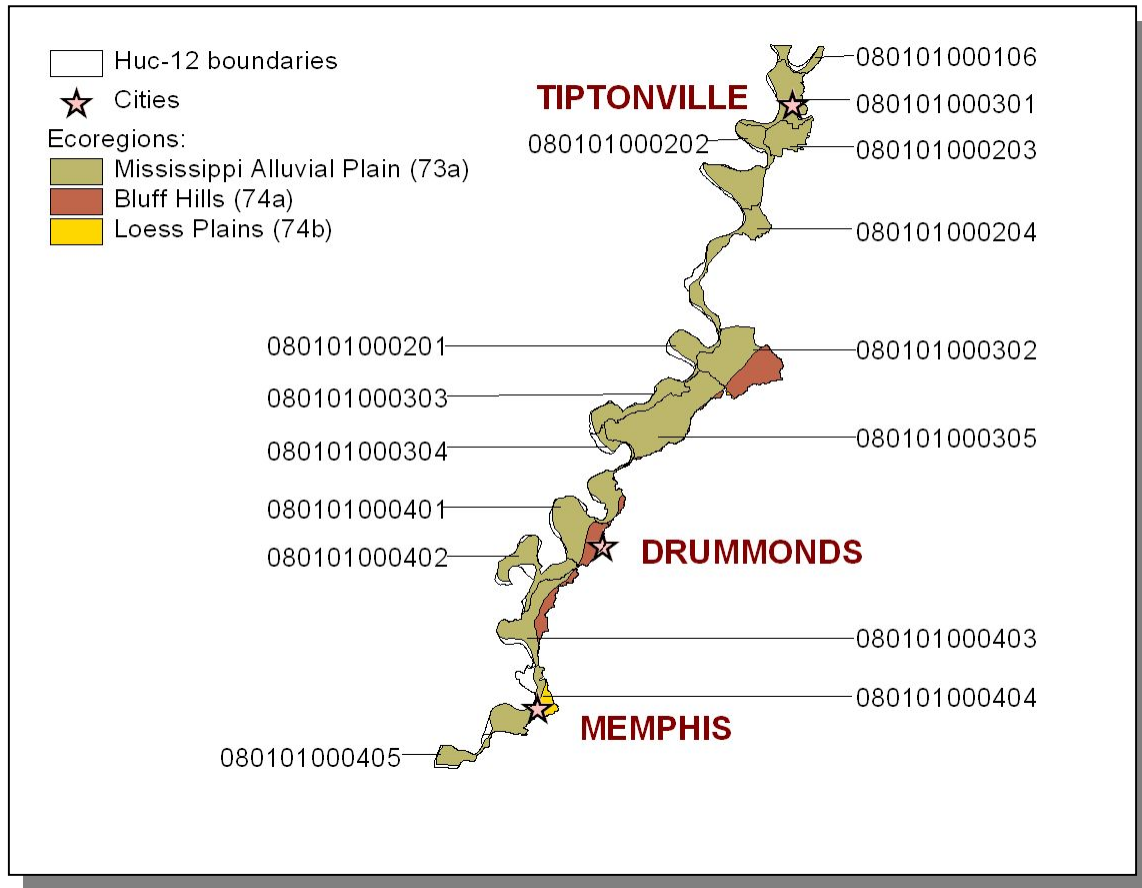 Huc-12 boundaries
Cities
Ecoregions:
Mississippi Alluvial Plain (73a)
Bluff Hills (74a)
Loess Plains (74b)
080101000106
TIPTONVILLE
080101000301
080101000202
080101000203
080101000204
080101000201
080101000302
080101000303
080101000305
080101000304
080101000401
DRUMMONDS
080101000402
080101000403
080101000404
MEMPHIS
080101000405